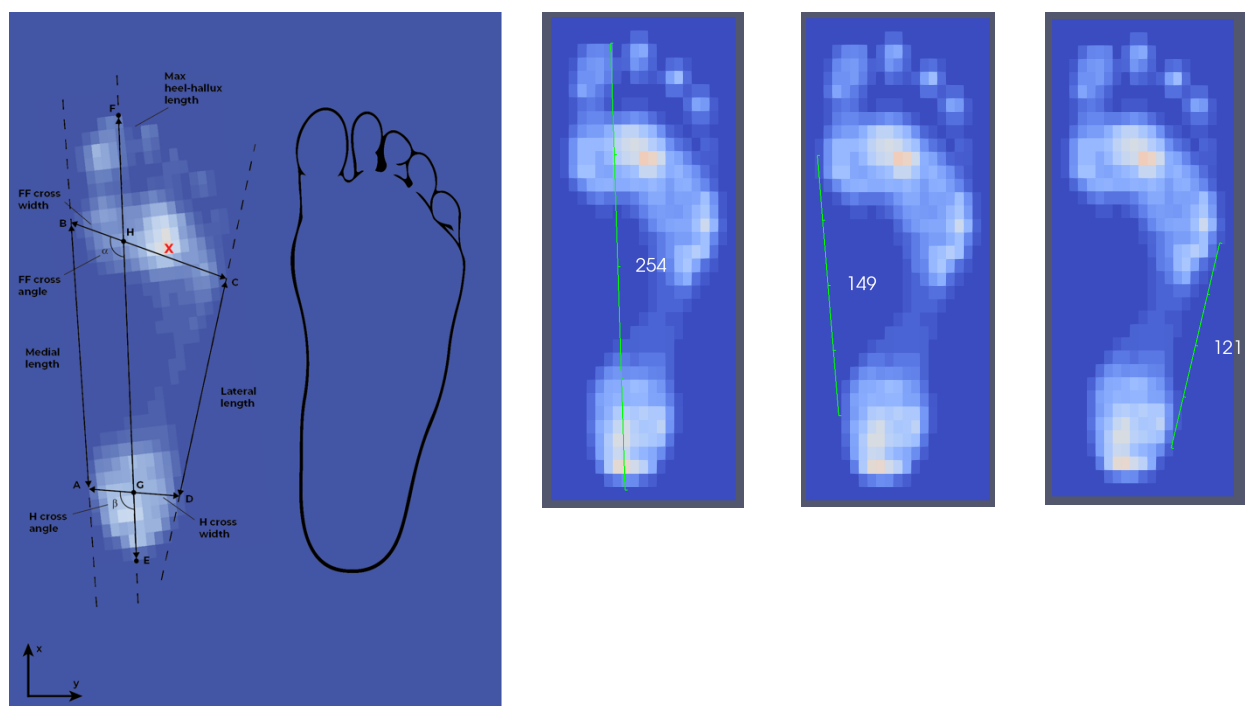 Max
heel-hallux
length
F
FF cross
width
B
H
X
α
FF cross
angle
C
Medial
length
Lateral
length
A
G
D
β
H cross
angle
H cross
width
E
x
y
254
149
121